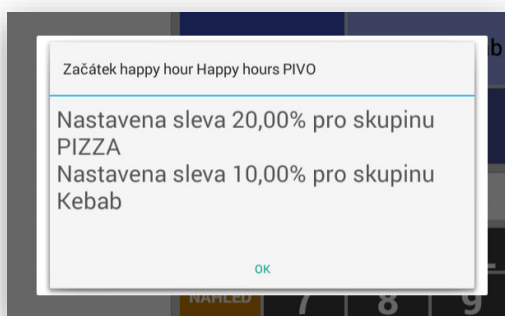 Začátek happy hour Happy hours PIVO
Nastavena sleva 20,00% pro skupinu
PIZZA
Nastavena sleva 10,00% pro skupinu
Kebab
OK
NÁHLED
7 8 9